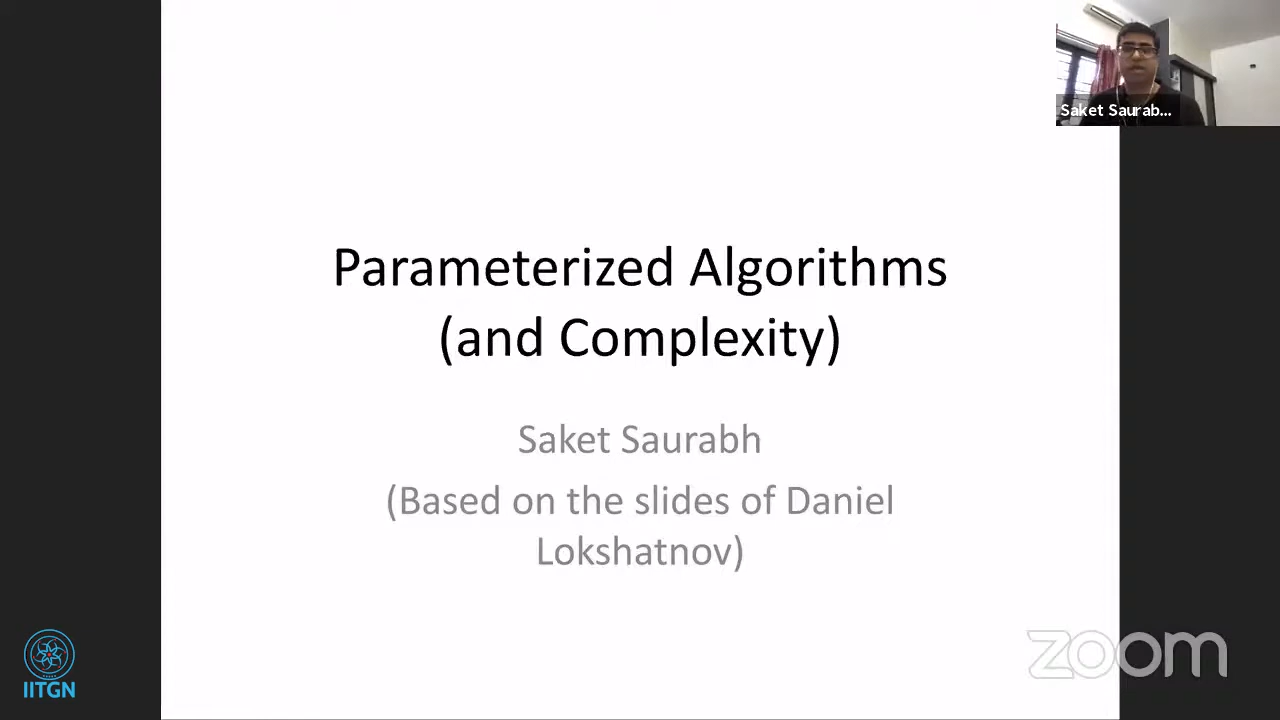 Saket Saurab...
Parameterized Algorithms
(and Complexity)
Saket Saurabh
(Based on the slides of Daniel
Lokshatnov)
IITGN
zoom